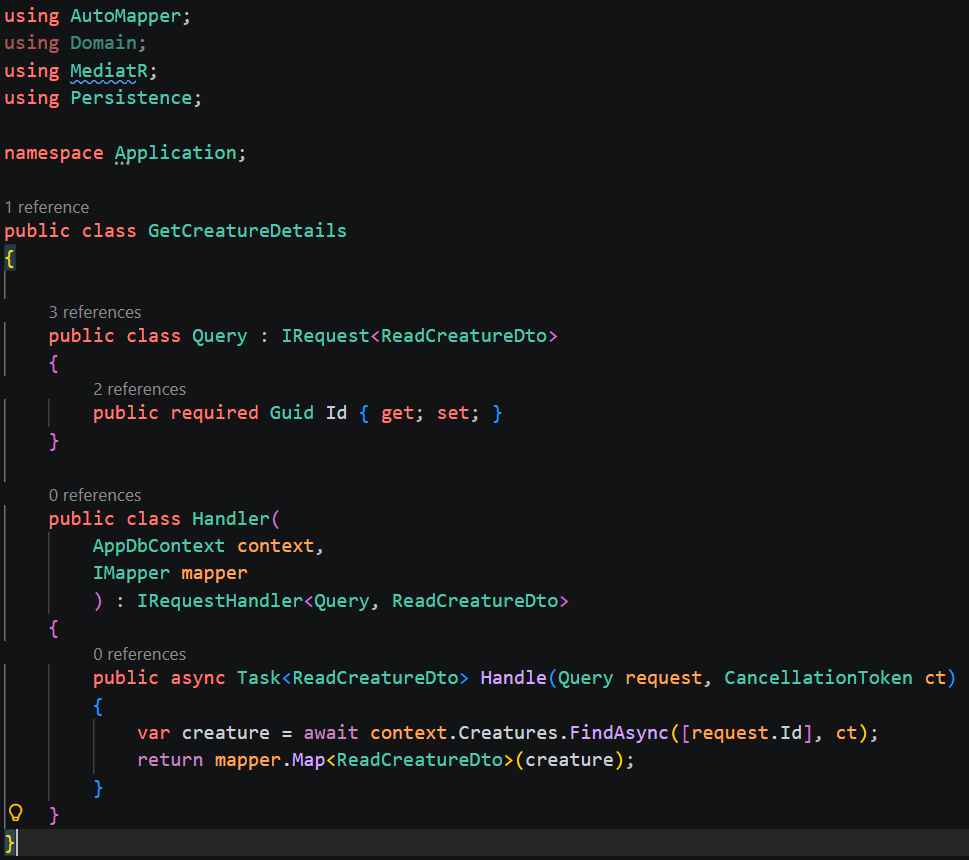 using AutoMapper;
using Domain;
using MediatR;
using Persistence;
namespace Application;
1 reference
public class GetCreatureDetails
{
3 references
public class Query : IRequest<ReadCreatureDto>
{
2 references
public required Guid Id { get; set; }
}
0 references
public class Handler(
AppDbContext context,
IMapper mapper
) : IRequestHandler<Query, ReadCreatureDto>
{
0 references
public async Task<ReadCreatureDto> Handle(Query request, CancellationToken ct)
{
var creature = await context.Creatures.FindAsync([request.Id], ct);
return mapper.Map<ReadCreatureDto>(creature);
}
}
}